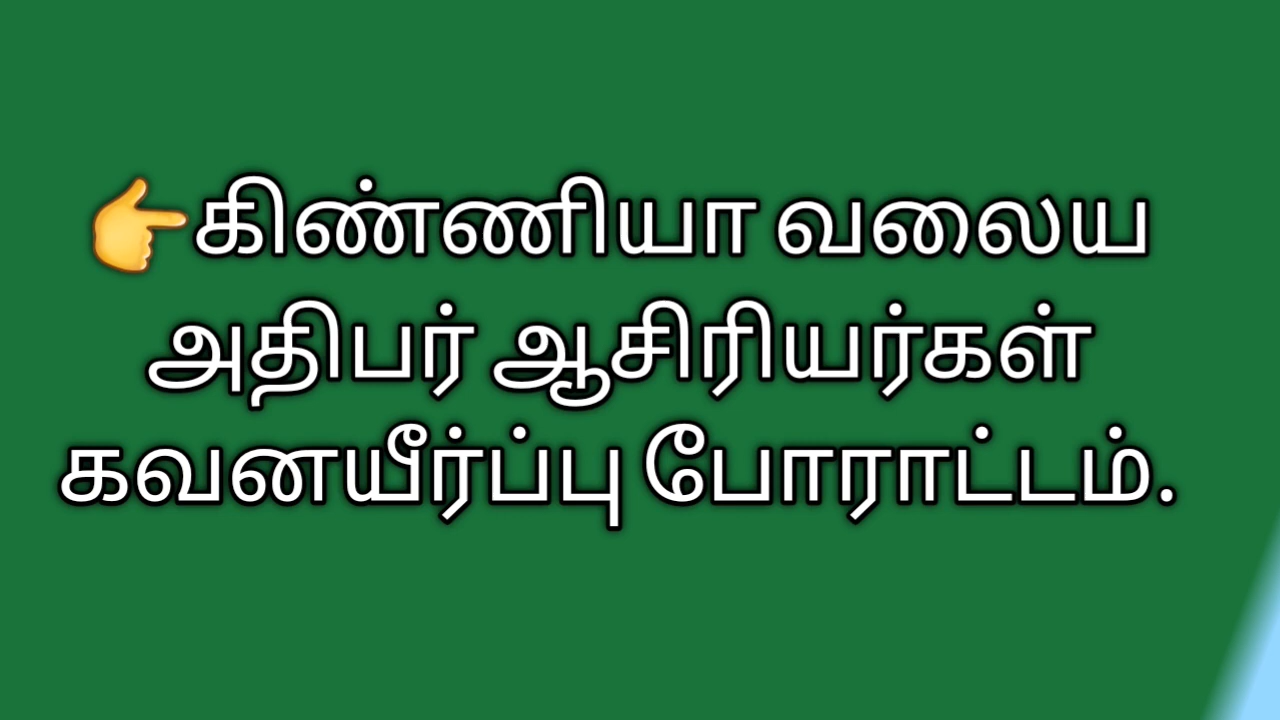 👉கிண்ணியா வலைய
அதிபர் ஆசிரியர்கள்
கவனயீர்ப்பு போராட்டம்.